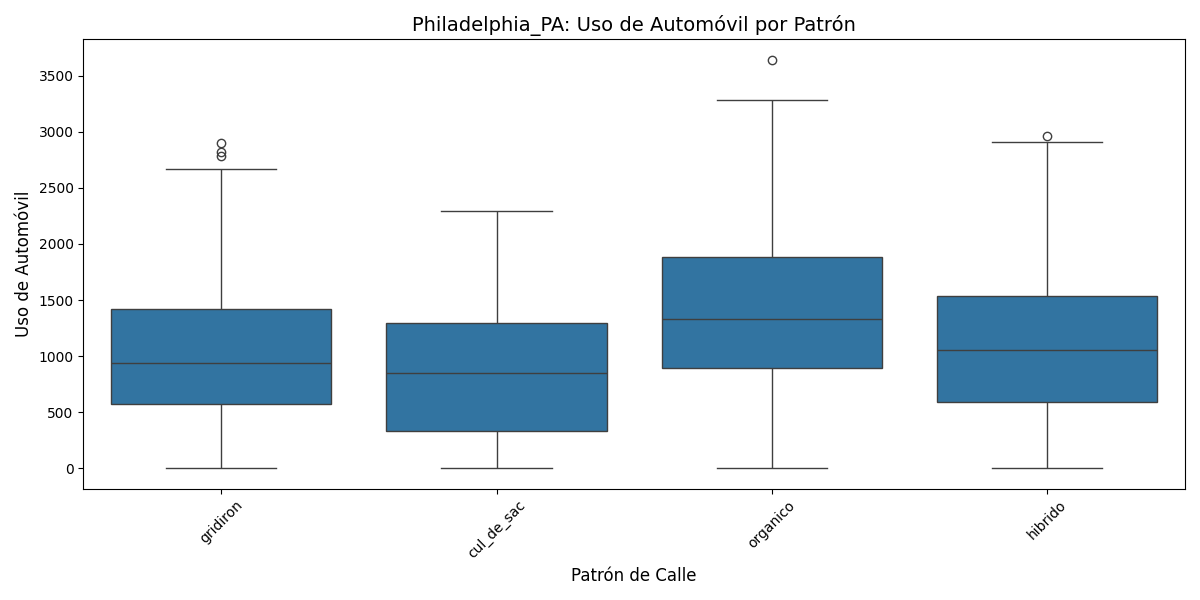 Philadelphia_PA: Uso de Automóvil por Patrón
Uso de Automóvil
3500
3000
2500
2000
1500
1000
500
0
gridiron
cul_de_sac
organico
hibrido
Patrón de Calle